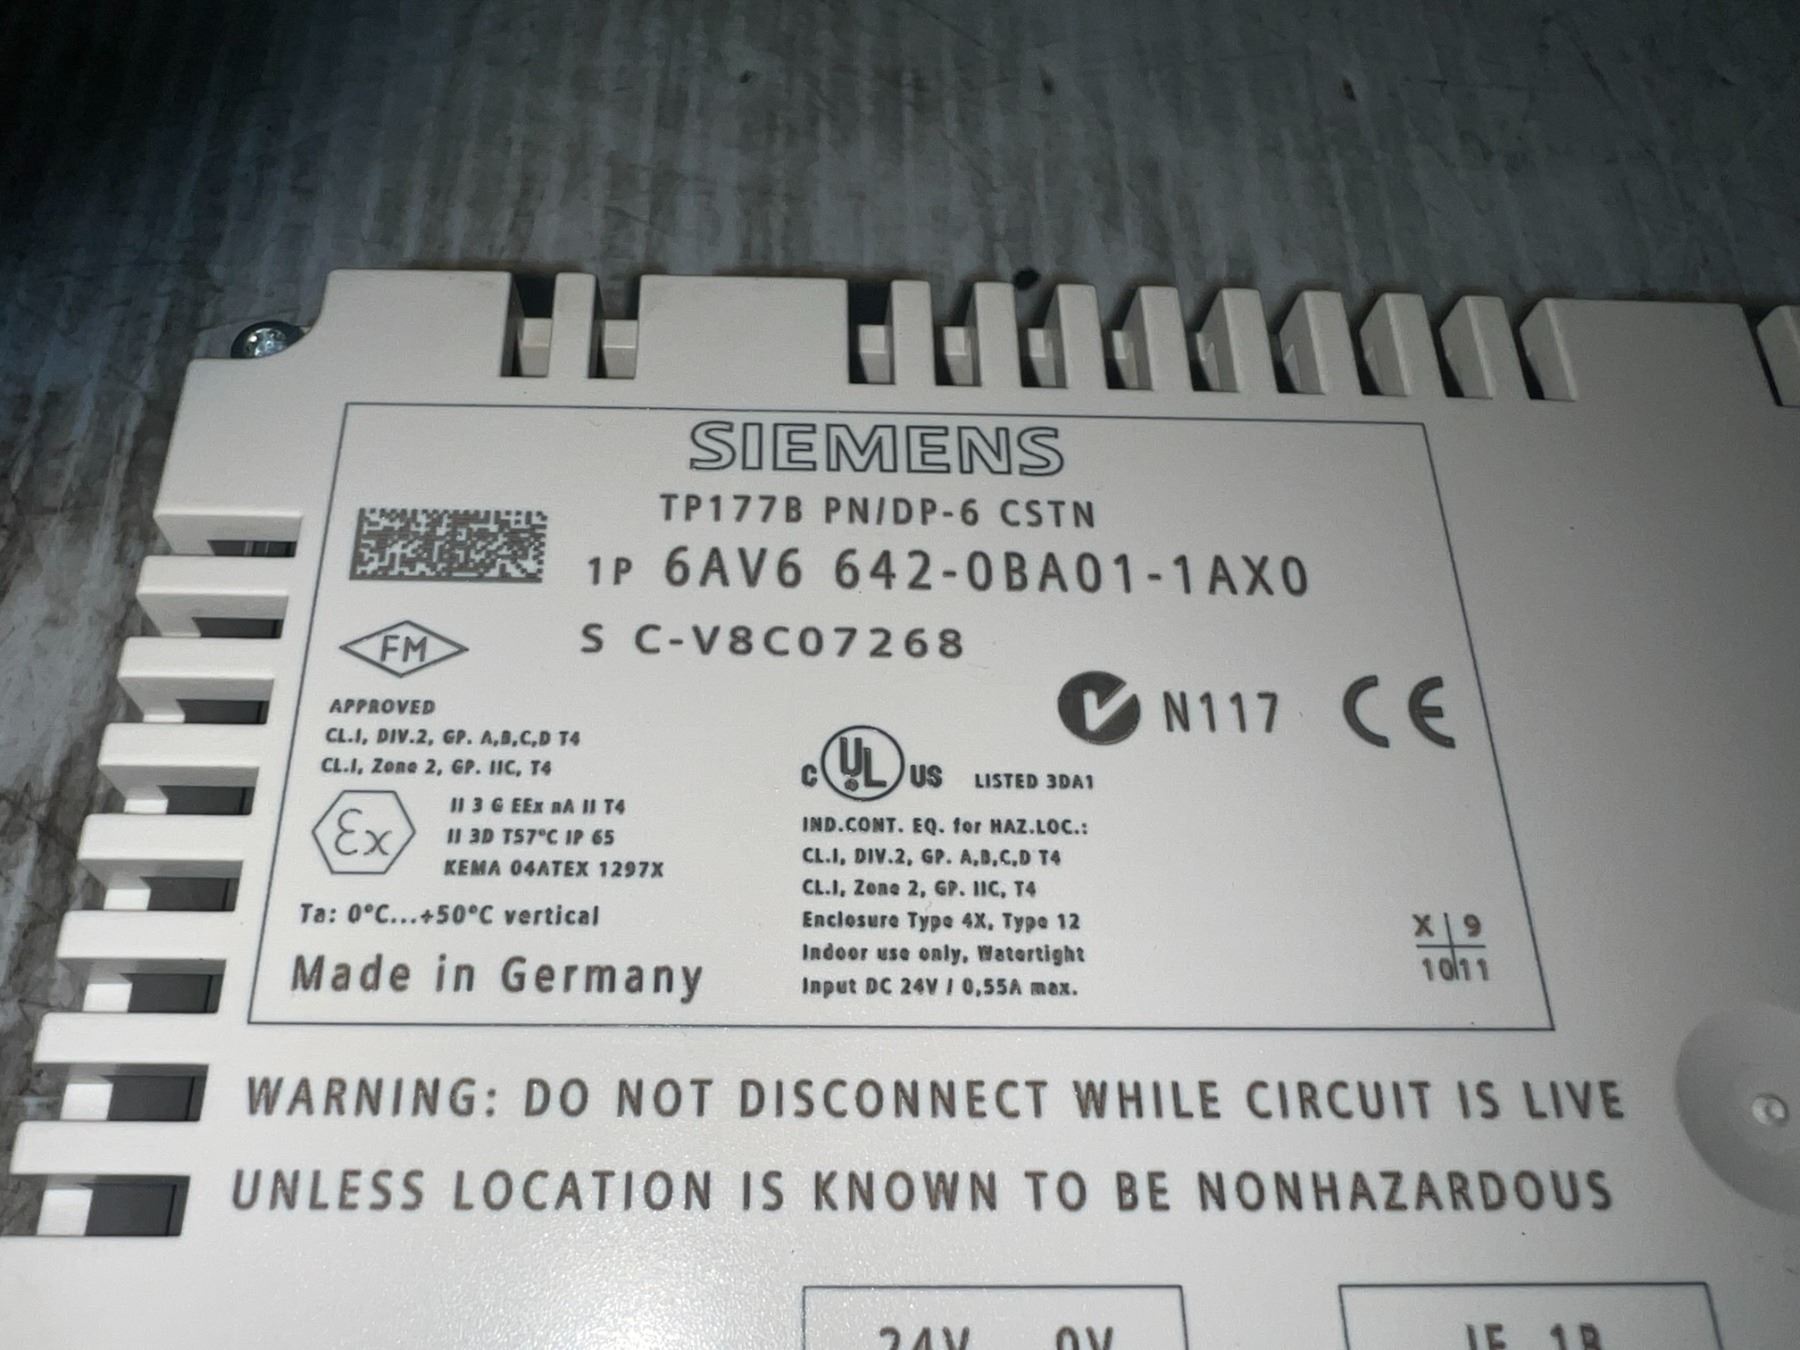 SIEMENS
TP177B PN/DP-6 CSTN
1P 6AV6 642-0BA01-1AX0
S C-V8C07268
FM
APPROVED
CL.I, DIV.2, GP. A,B,C,D T4
CL.I, Zone 2, GP. IIC, T4
N117 CE
C UL US LISTED 3DA1
Ex
II 3 G EEx nA II T4
II 3D T57°C IP 65
KEMA 04ATEX 1297X
IND.CONT. EQ. for HAZ.LOC.:
CL.I, DIV.2, GP. A,B,C,D T4
CL.I, Zone 2, GP. IIC, T4
Enclosure Type 4X, Type 12
Indoor use only, Watertight
Input DC 24V / 0,55A max.
Ta: 0°C...+50°C vertical
Made in Germany
X 9
10 11
WARNING: DO NOT DISCONNECT WHILE CIRCUIT IS LIVE
UNLESS LOCATION IS KNOWN TO BE NONHAZARDOUS
24V 0V
IF 1B